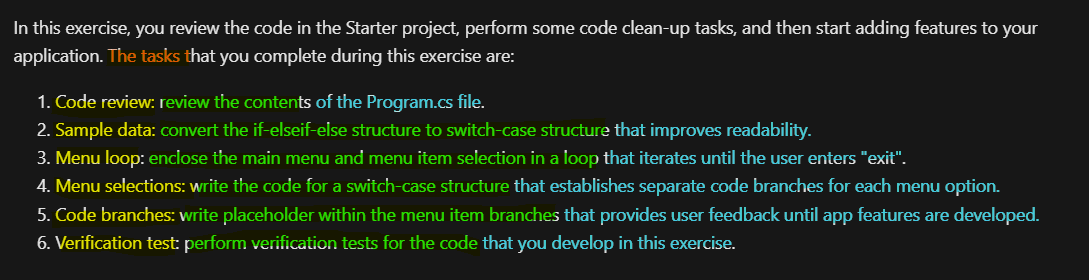 In this exercise, you review the code in the Starter project, perform some code clean-up tasks, and then start adding features to your
application. The tasks that you complete during this exercise are:
1. Code review: review the contents of the Program.cs file.
2. Sample data: convert the if-elseif-else structure to switch-case structure that improves readability.
3. Menu loop: enclose the main menu and menu item selection in a loop that iterates until the user enters "exit".
4. Menu selections: write the code for a switch-case structure that establishes separate code branches for each menu option.
5. Code branches: write placeholder within the menu item branches that provides user feedback until app features are developed.
6. Verification test: perform verification tests for the code that you develop in this exercise.